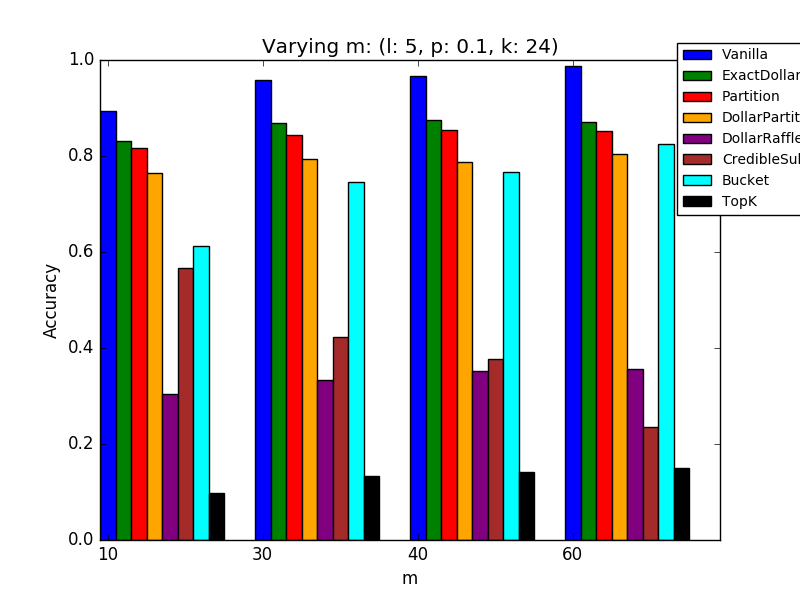 Varying m: (l: 5, p: 0.1, k: 24)
1.0
0.8
0.6
0.4
0.2
0.0
Accuracy
10 30 40 60
m
Vanilla
ExactDollar
Partition
DollarPartit
DollarRaffle
CredibleSu
Bucket
TopK